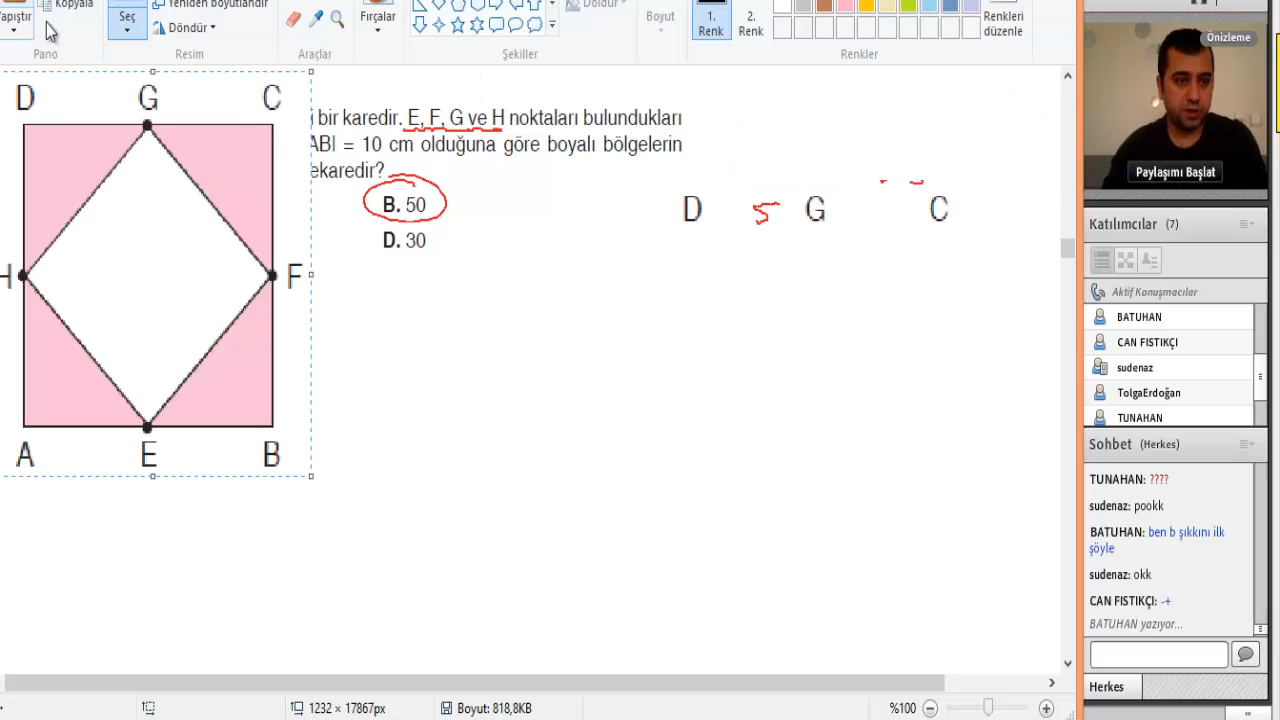 Yapıştır
Kopyala
Seç
Yeniden boyutlandır
Döndür
Fırçalar
Doldur
Boyut
1.
Renk
2.
Renk
Renkleri
düzenle
Pano
Resim
Araçlar
Şekiller
Renkler
D G C
H F
A E B
bir karedir. E, F, G ve H noktaları bulundukları
ABI = 10 cm olduğuna göre boyalı bölgelerin
ekaredir?
B. 50
D. 30
D 5 G C
1232 × 17867px
Boyut: 818,8KB
%100
Önizleme
Paylaşımı Başlat
Katılımcılar (7)
Aktif Konuşmacılar
BATUHAN
CAN FISTIKÇI
sudenaz
TolgaErdoğan
TUNAHAN
Sohbet (Herkes)
TUNAHAN: ????
sudenaz: pookk
BATUHAN: ben b şıkkını ilk
şöyle
sudenaz: okk
CAN FISTIKÇI: -+
BATUHAN yazıyor...
Herkes